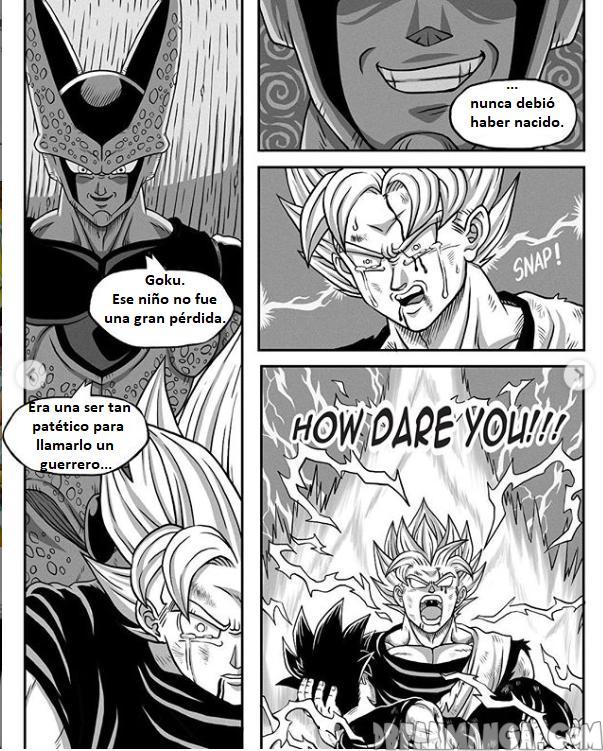 Goku.
Ese niño no fue
una gran pérdida.
Era una ser tan
patético para
llamarlo un
guerrero...
...
nunca debió
haber nacido.
SNAP!
HOW DARE YOU!!!